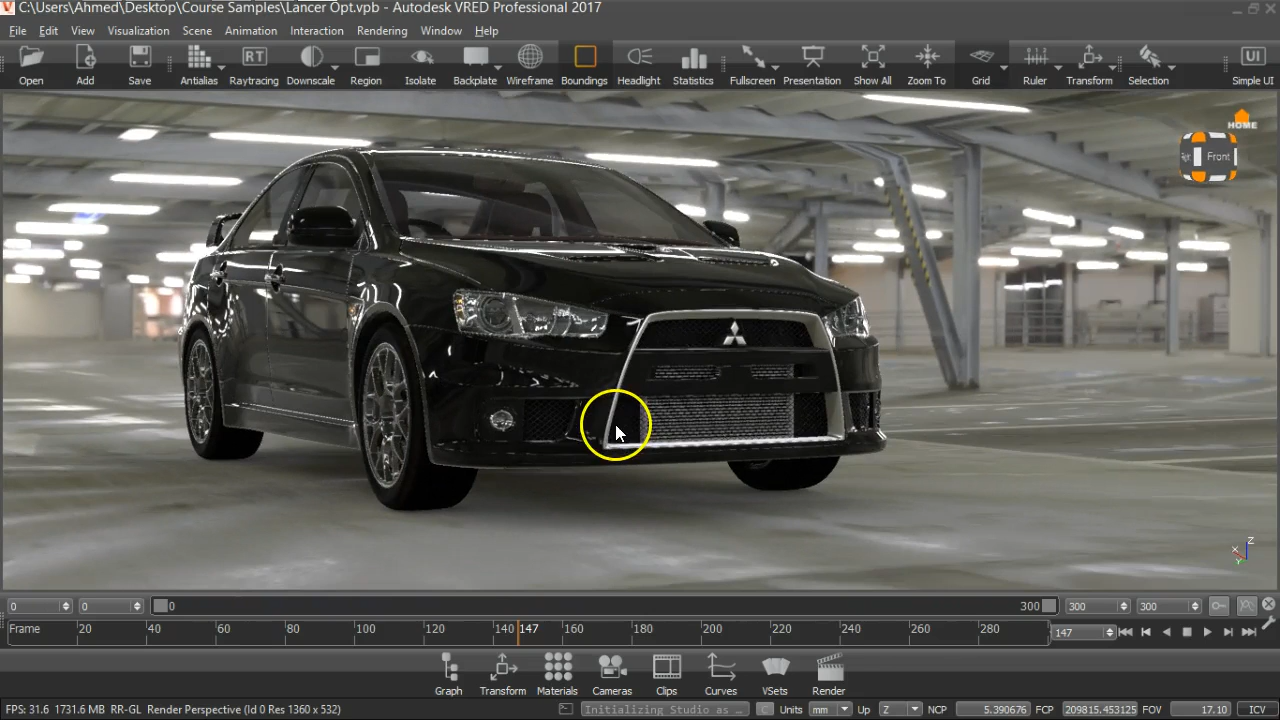 C:\Users\Ahmed\Desktop\Course Samples\Lancer Opt.vpb - Autodesk VRED Professional 2017
File Edit View Visualization Scene Animation Interaction Rendering Window Help
Open Add Save Antialias Raytracing Downscale Region Isolate Backplate Wireframe Boundings Headlight Statistics Fullscreen Presentation Show All Zoom To Grid Ruler Transform Selection Simple UI
RT
UI
HOME
Front
Z
X
Y
0 0 0 300 300 300
Frame 20 40 60 80 100 120 140 147 160 180 200 220 240 260 280 147
Graph Transform Materials Cameras Clips Curves VSets Render
FPS: 31.6 1731.6 MB RR-GL Render Perspective (Id 0 Res 1360 x 532) Initializing Studio as ... C Units mm Up Z NCP 5.390676 FCP 209815.453125 FOV 17.10 ICV